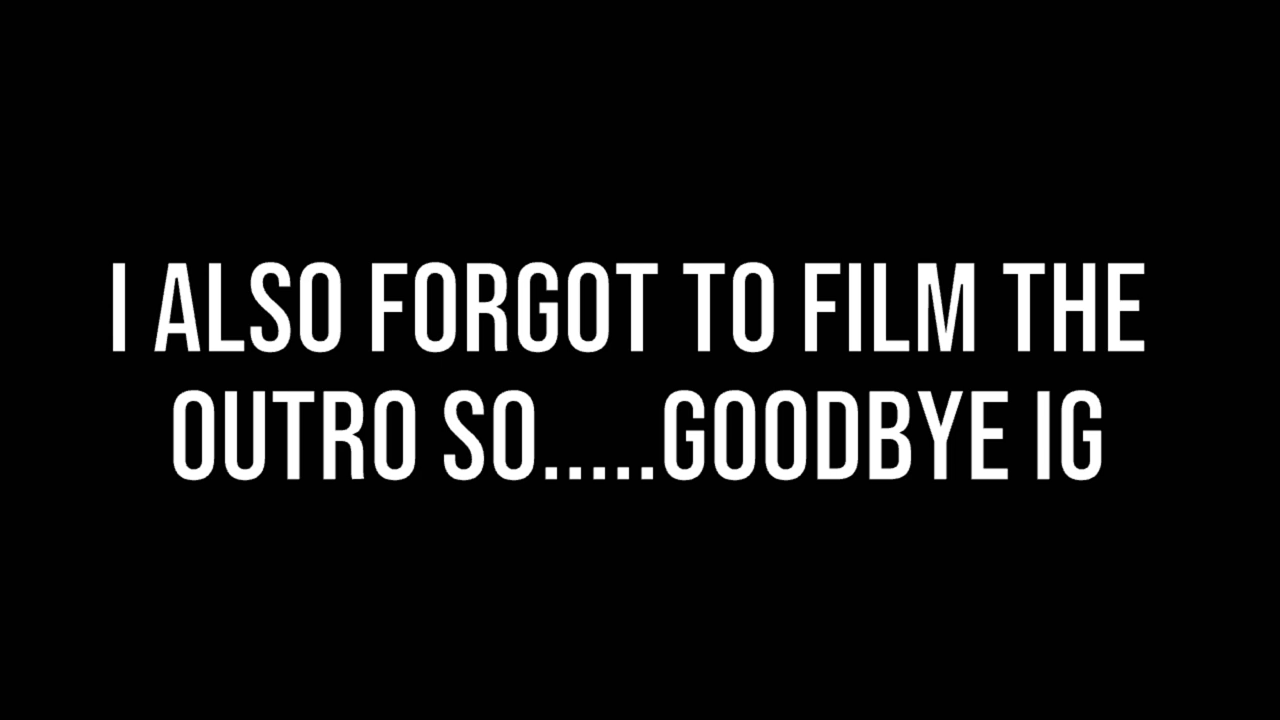 I ALSO FORGOT TO FILM THE
OUTRO SO.....GOODBYE IG